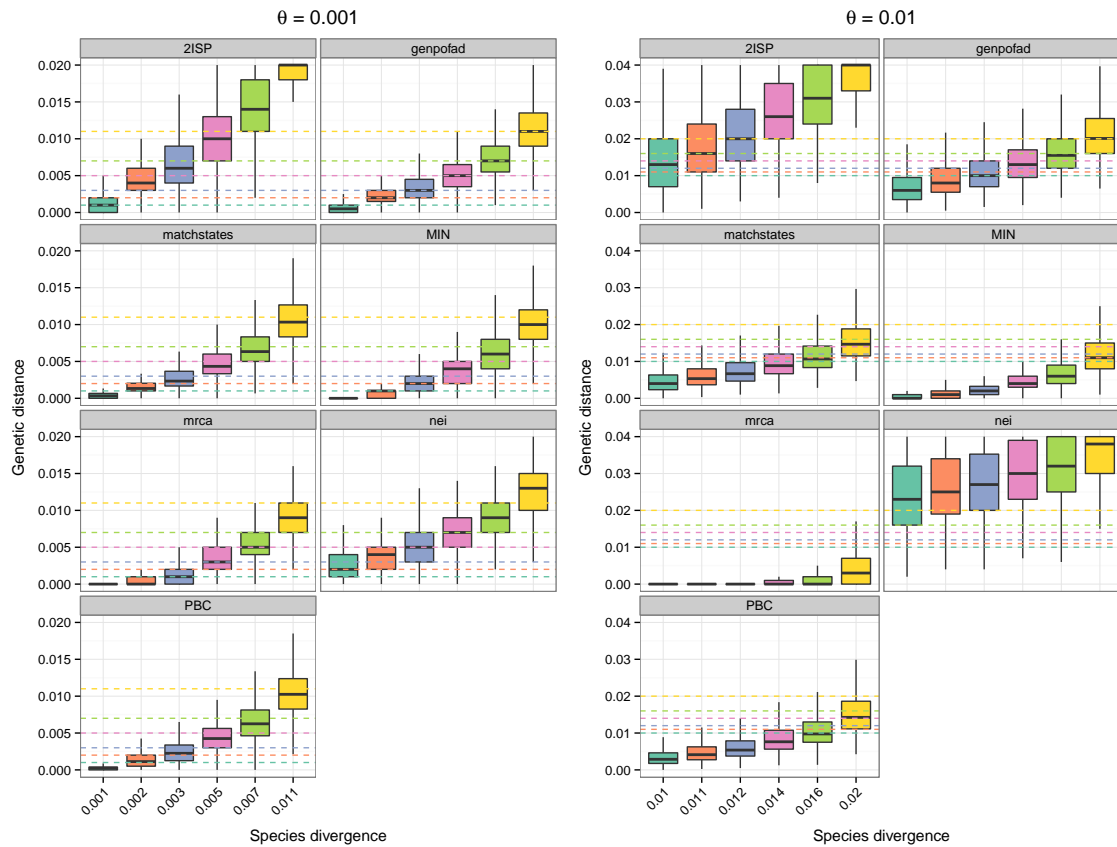 θ = 0.001
θ = 0.01
2ISP
genpofad
0.020
0.015
0.010
0.005
0.000
matchstates
MIN
0.020
0.015
0.010
0.005
0.000
mrca
nei
0.020
0.015
0.010
0.005
0.000
PBC
0.020
0.015
0.010
0.005
0.000
Genetic distance
0.001
0.002
0.003
0.005
0.007
0.011
Species divergence
2ISP
genpofad
0.04
0.03
0.02
0.01
0.00
matchstates
MIN
0.04
0.03
0.02
0.01
0.00
mrca
nei
0.04
0.03
0.02
0.01
0.00
PBC
0.04
0.03
0.02
0.01
0.00
Genetic distance
0.01
0.011
0.012
0.014
0.016
0.02
Species divergence